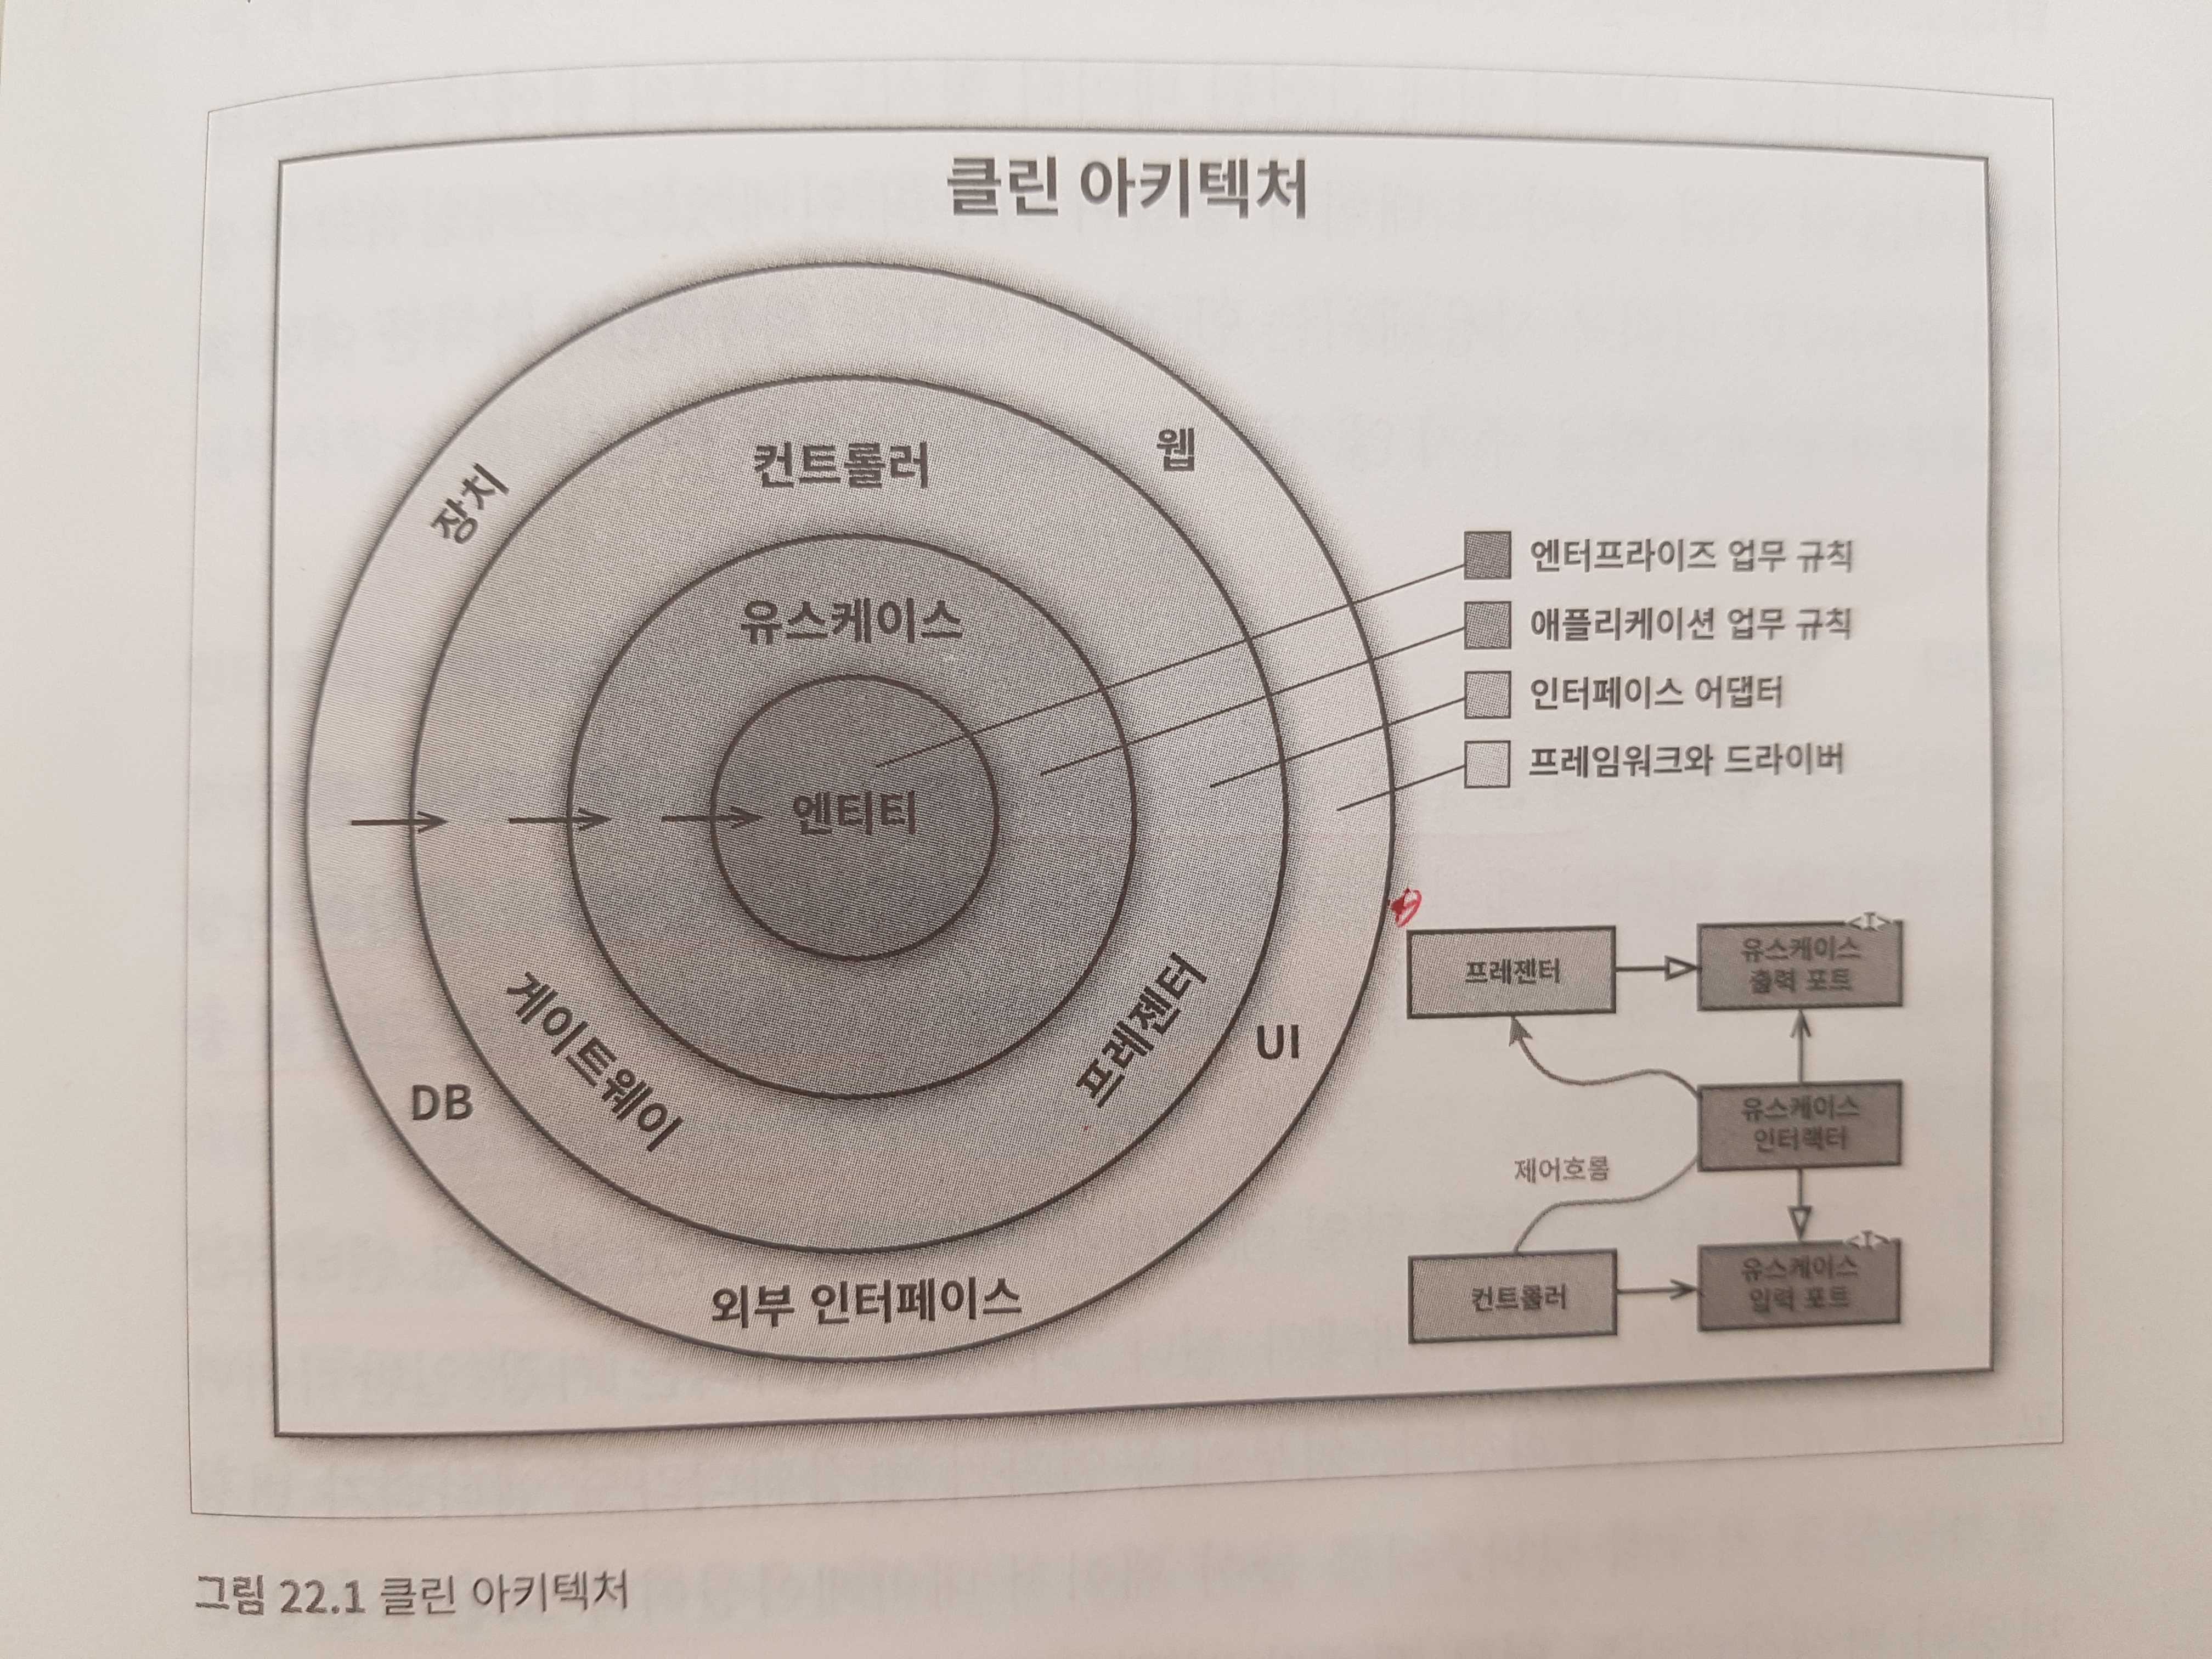 클린 아키텍처
컨트롤러
웹
장치
유스케이스
엔티티
게이트웨이
프레젠터
DB
UI
외부 인터페이스
엔터프라이즈 업무 규칙
애플리케이션 업무 규칙
인터페이스 어댑터
프레임워크와 드라이버
프레젠터
<I>
유스케이스
출력 포트
유스케이스
인터랙터
제어흐름
컨트롤러
<I>
유스케이스
입력 포트
그림 22.1 클린 아키텍처